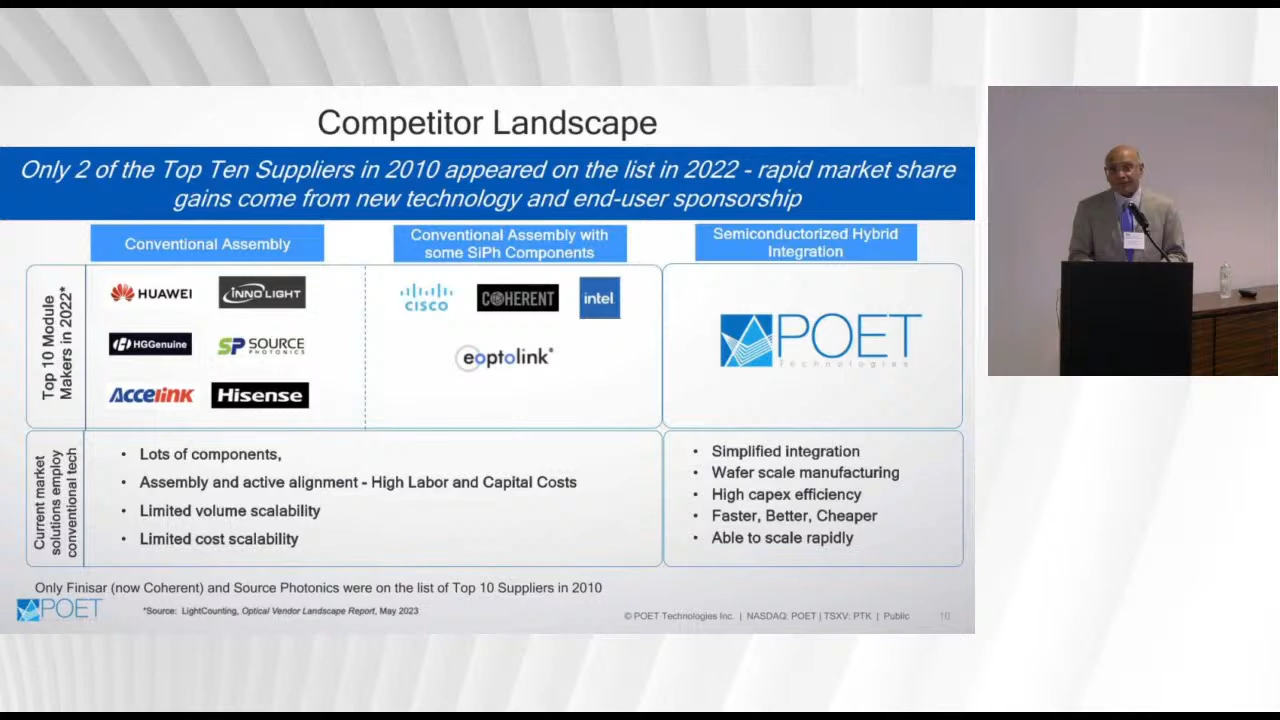 Competitor Landscape
Only 2 of the Top Ten Suppliers in 2010 appeared on the list in 2022 - rapid market share
gains come from new technology and end-user sponsorship
Conventional Assembly
Conventional Assembly with
some SiPh Components
Semiconductorized Hybrid
Integration
Top 10 Module
Makers in 2022*
HUAWEI
INNOLIGHT
HGGenuine
SP SOURCE
PHOTONICS
Accelink
Hisense
CISCO
COHERENT
intel
eoptolink
POET
Technologies
Current market
solutions employ
conventional tech
• Lots of components,
• Assembly and active alignment - High Labor and Capital Costs
• Limited volume scalability
• Limited cost scalability
• Simplified integration
• Wafer scale manufacturing
• High capex efficiency
• Faster, Better, Cheaper
• Able to scale rapidly
Only Finisar (now Coherent) and Source Photonics were on the list of Top 10 Suppliers in 2010
POET
*Source: LightCounting, Optical Vendor Landscape Report, May 2023
© POET Technologies Inc. | NASDAQ: POET | TSXV: PTK | Public
10